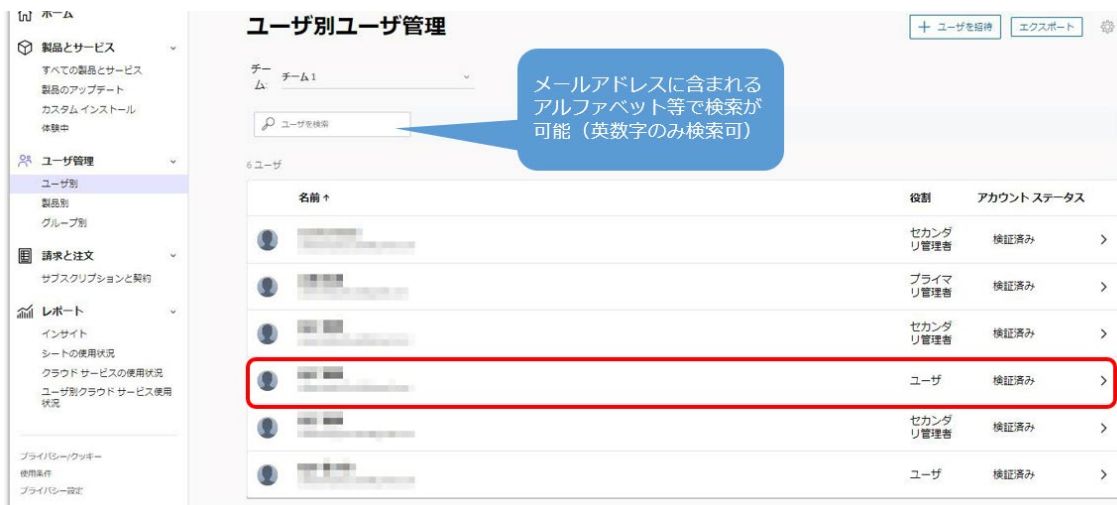 ホーム
製品とサービス
すべての製品とサービス
製品のアップデート
カスタム インストール
体験中
ユーザ管理
ユーザ別
製品別
グループ別
請求と注文
サブスクリプションと契約
レポート
インサイト
シートの使用状況
クラウド サービスの使用状況
ユーザ別クラウド サービス使用
状況
プライバシー/クッキー
使用条件
プライバシー設定
ユーザ別ユーザ管理
ユーザを招待
エクスポート
チー
ム:
チーム1
ユーザを検索
メールアドレスに含まれる
アルファベット等で検索が
可能（英数字のみ検索可）
6 ユーザ
名前 ↑
役割
アカウント ステータス
セカンダ
リ管理者
検証済み
プライマ
リ管理者
検証済み
セカンダ
リ管理者
検証済み
ユーザ
検証済み
セカンダ
リ管理者
検証済み
ユーザ
検証済み